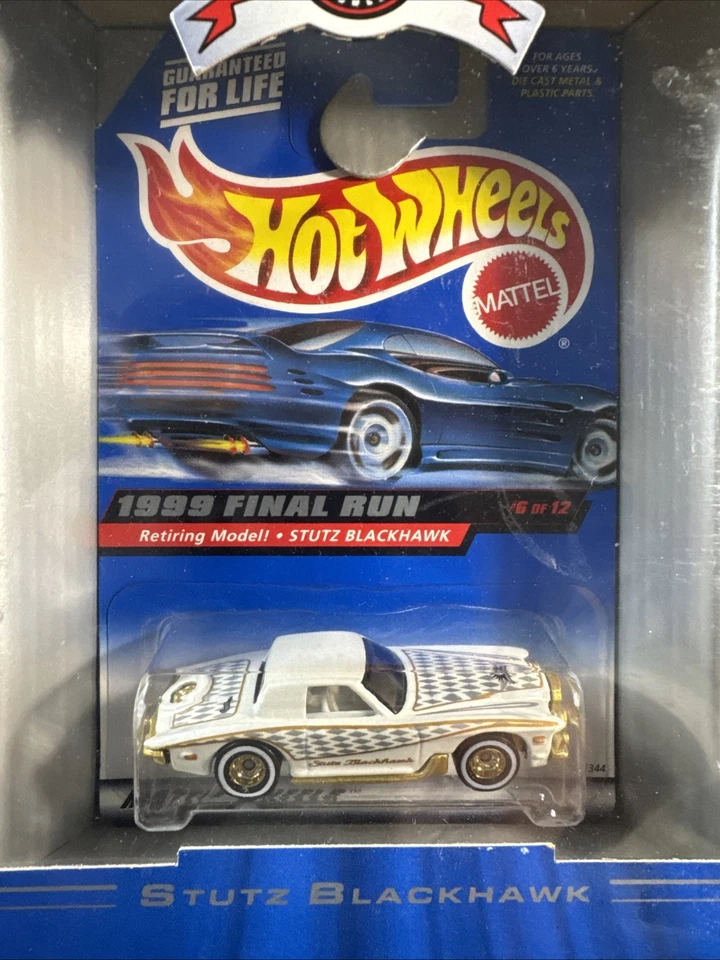 GUARANTEED
FOR LIFE
FOR AGES
OVER 6 YEARS.
DIE CAST METAL &
PLASTIC PARTS.
HOT WHEELS
MATTEL
®
1999 FINAL RUN
#6 OF 12
Retiring Model! • STUTZ BLACKHAWK
Stutz Blackhawk
344
STUTZ BLACKHAWK